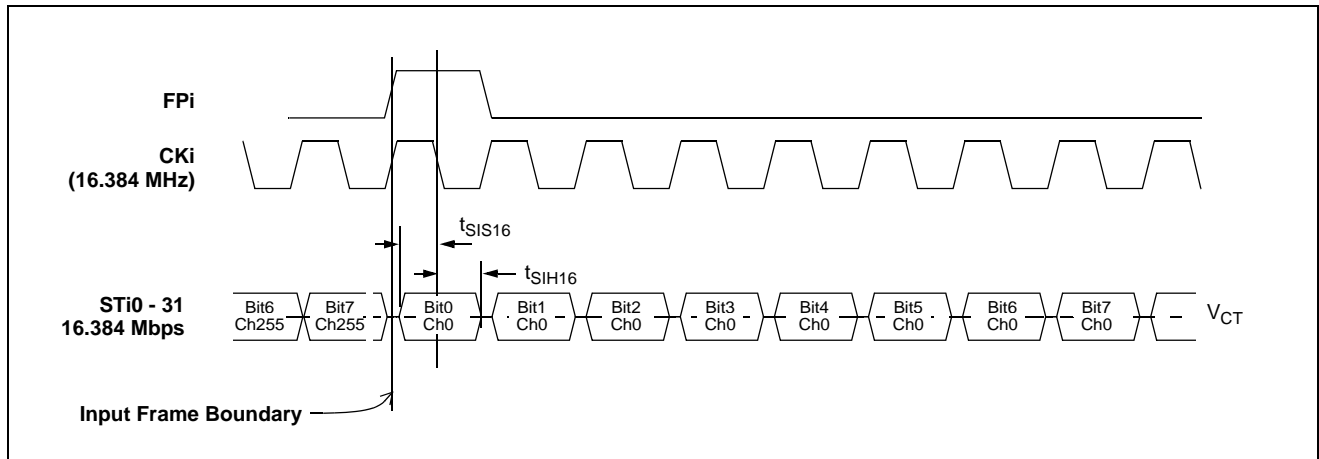 FPi
CKi
(16.384 MHz)
tSIS16
tSIH16
STi0 - 31
16.384 Mbps
Bit6 Bit7 Bit0 Bit1 Bit2 Bit3 Bit4 Bit5 Bit6 Bit7
Ch255 Ch255 Ch0 Ch0 Ch0 Ch0 Ch0 Ch0 Ch0 Ch0
VCT
Input Frame Boundary